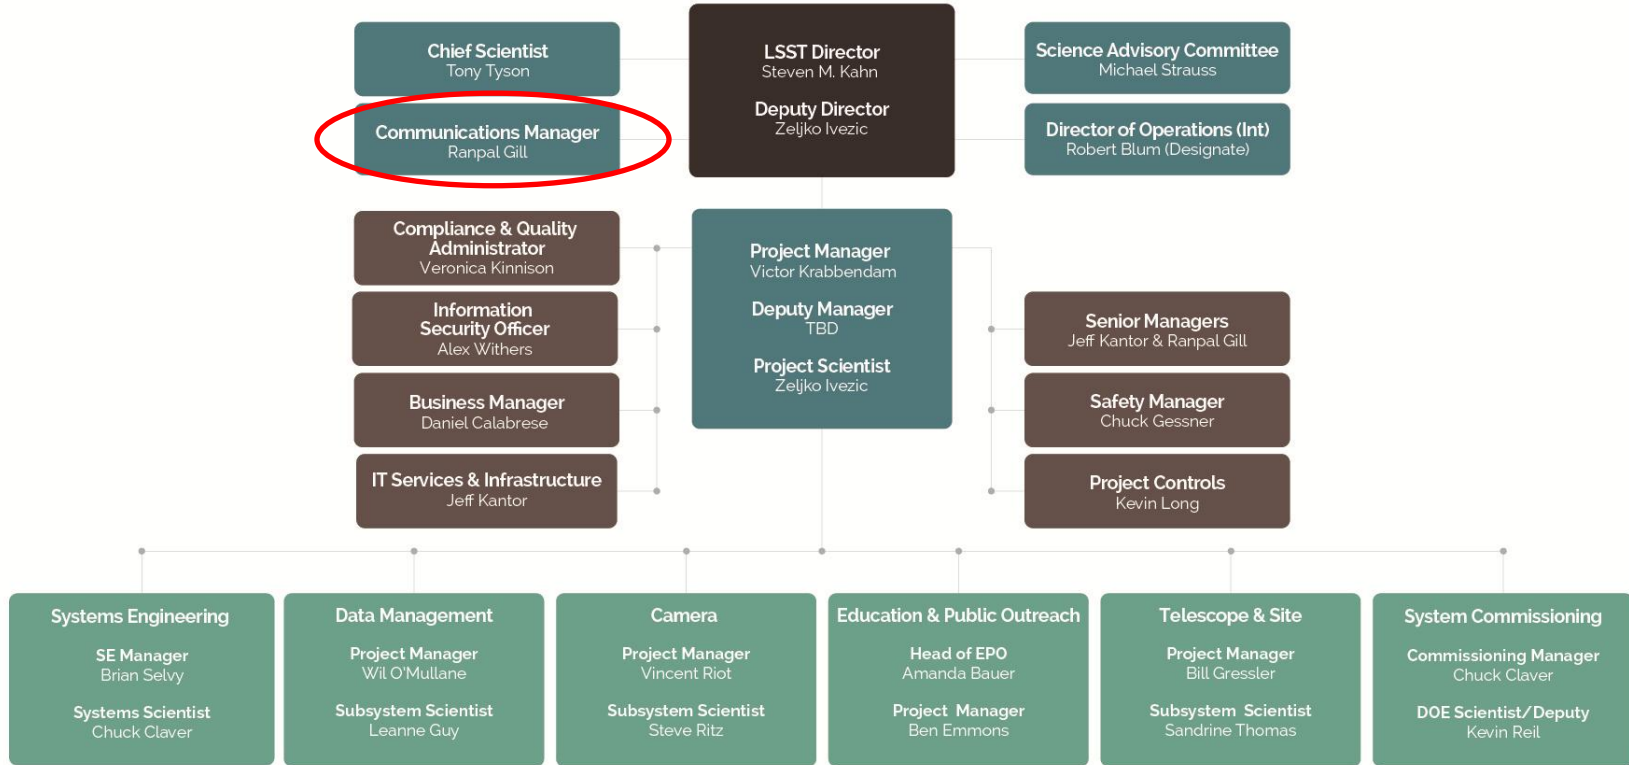 Chief Scientist
Tony Tyson
LSST Director
Steven M. Kahn
Deputy Director
Zeljko Ivezic
Science Advisory Committee
Michael Strauss
Communications Manager
Ranpal Gill
Director of Operations (Int)
Robert Blum (Designate)
Compliance & Quality
Administrator
Veronica Kinnison
Information
Security Officer
Alex Withers
Business Manager
Daniel Calabrese
IT Services & Infrastructure
Jeff Kantor
Project Manager
Victor Krabbendam
Deputy Manager
TBD
Project Scientist
Zeljko Ivezic
Senior Managers
Jeff Kantor & Ranpal Gill
Safety Manager
Chuck Gessner
Project Controls
Kevin Long
Systems Engineering
SE Manager
Brian Selvy
Systems Scientist
Chuck Claver
Data Management
Project Manager
Wil O'Mullane
Subsystem Scientist
Leanne Guy
Camera
Project Manager
Vincent Riot
Subsystem Scientist
Steve Ritz
Education & Public Outreach
Head of EPO
Amanda Bauer
Project Manager
Ben Emmons
Telescope & Site
Project Manager
Bill Gressler
Subsystem Scientist
Sandrine Thomas
System Commissioning
Commissioning Manager
Chuck Claver
DOE Scientist/Deputy
Kevin Reil